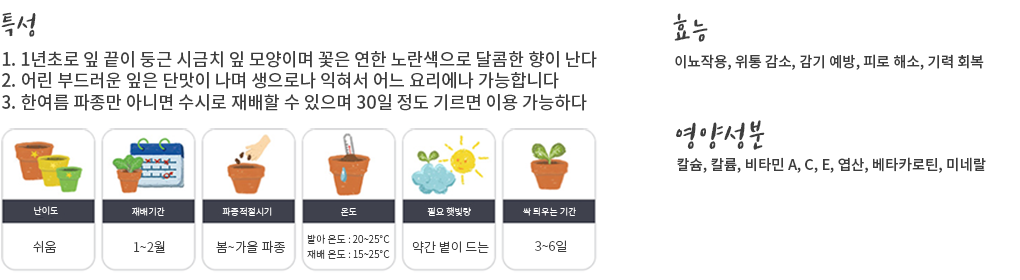 특성
1. 1년초로 잎 끝이 둥근 시금치 잎 모양이며 꽃은 연한 노란색으로 달콤한 향이 난다
2. 어린 부드러운 잎은 단맛이 나며 생으로나 익혀서 어느 요리에나 가능합니다
3. 한여름 파종만 아니면 수시로 재배할 수 있으며 30일 정도 기르면 이용 가능하다
난이도
쉬움
재배기간
1~2월
파종적절시기
봄~가을 파종
온도
발아 온도 : 20~25°C
재배 온도 : 15~25°C
필요 햇빛량
약간 볕이 드는
싹 틔우는 기간
3~6일
효능
이뇨작용, 위통 감소, 감기 예방, 피로 해소, 기력 회복
영양성분
칼슘, 칼륨, 비타민 A, C, E, 엽산, 베타카로틴, 미네랄